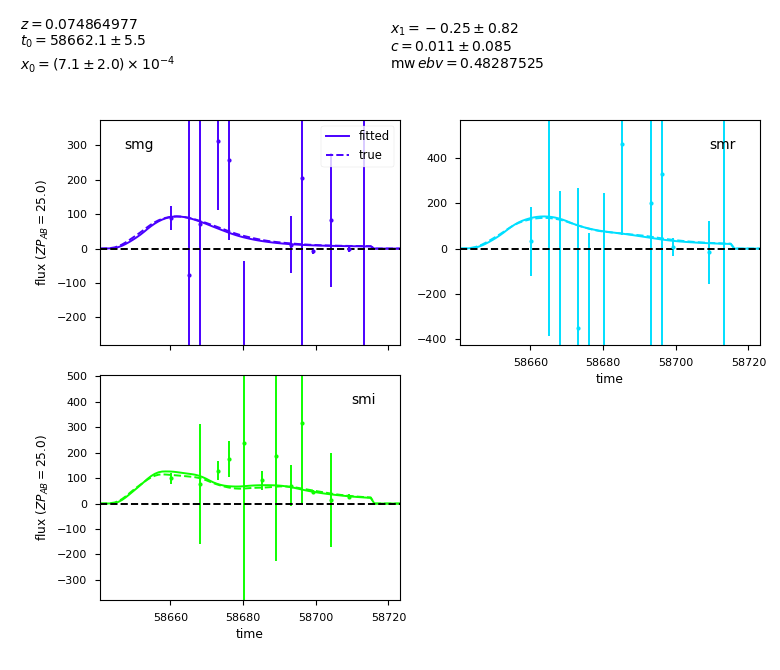 z = 0.074864977
t₀ = 58662.1 ± 5.5
x₀ = (7.1 ± 2.0) × 10⁻⁴
x₁ = −0.25 ± 0.82
c = 0.011 ± 0.085
mw ebv = 0.48287525
smg
fitted
true
300
200
100
0
−100
−200
flux (ZP_AB = 25.0)
smr
400
200
0
−200
−400
58660 58680 58700 58720
time
smi
500
400
300
200
100
0
−100
−200
−300
flux (ZP_AB = 25.0)
58660 58680 58700 58720
time